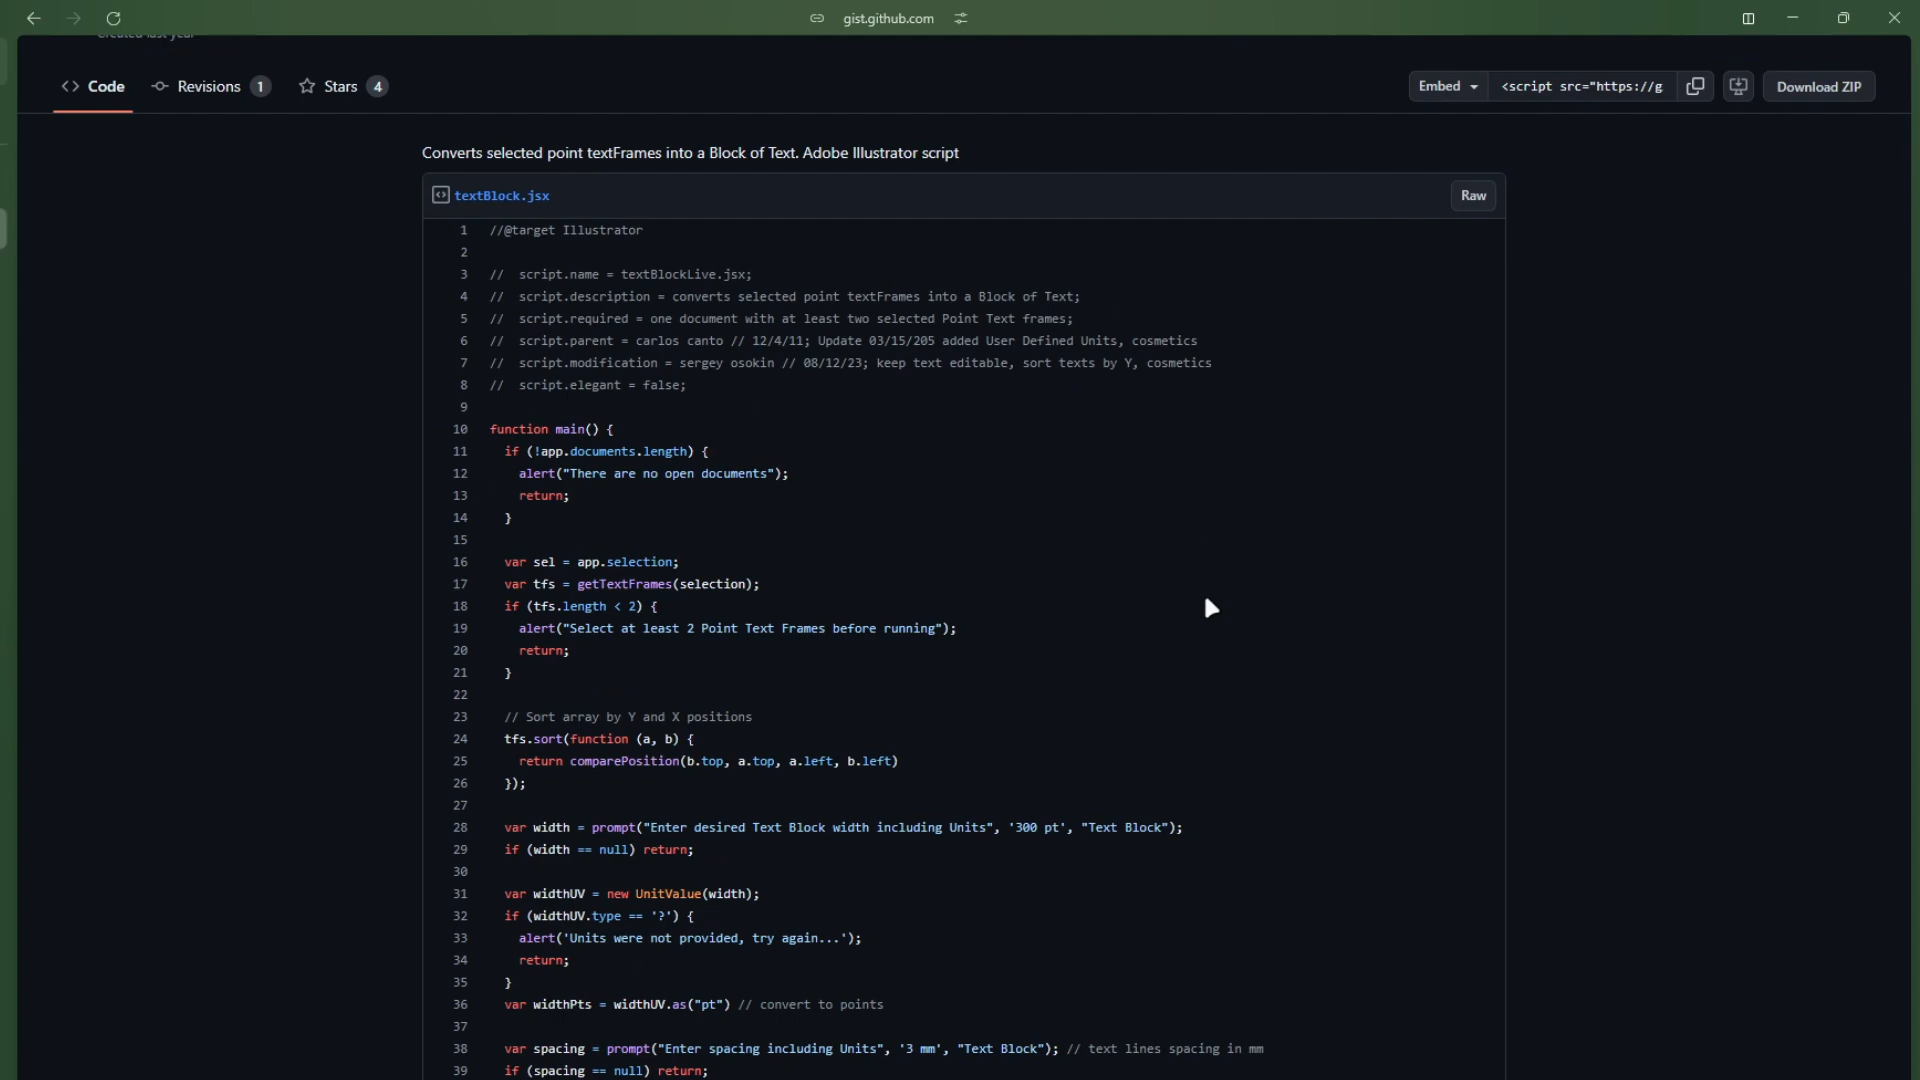 gist.github.com
Created last year
Code
Revisions 1
Stars 4
Embed
<script src="https://g
Download ZIP
Converts selected point textFrames into a Block of Text. Adobe Illustrator script
textBlock.jsx
Raw
1 //@target Illustrator
2
3 // script.name = textBlockLive.jsx;
4 // script.description = converts selected point textFrames into a Block of Text;
5 // script.required = one document with at least two selected Point Text frames;
6 // script.parent = carlos canto // 12/4/11; Update 03/15/205 added User Defined Units, cosmetics
7 // script.modification = sergey osokin // 08/12/23; keep text editable, sort texts by Y, cosmetics
8 // script.elegant = false;
9
10 function main() {
11 if (!app.documents.length) {
12 alert("There are no open documents");
13 return;
14 }
15
16 var sel = app.selection;
17 var tfs = getTextFrames(selection);
18 if (tfs.length < 2) {
19 alert("Select at least 2 Point Text Frames before running");
20 return;
21 }
22
23 // Sort array by Y and X positions
24 tfs.sort(function (a, b) {
25 return comparePosition(b.top, a.top, a.left, b.left)
26 });
27
28 var width = prompt("Enter desired Text Block width including Units", '300 pt', "Text Block");
29 if (width == null) return;
30
31 var widthUV = new UnitValue(width);
32 if (widthUV.type == '?') {
33 alert('Units were not provided, try again...');
34 return;
35 }
36 var widthPts = widthUV.as("pt") // convert to points
37
38 var spacing = prompt("Enter spacing including Units", '3 mm', "Text Block"); // text lines spacing in mm
39 if (spacing == null) return;